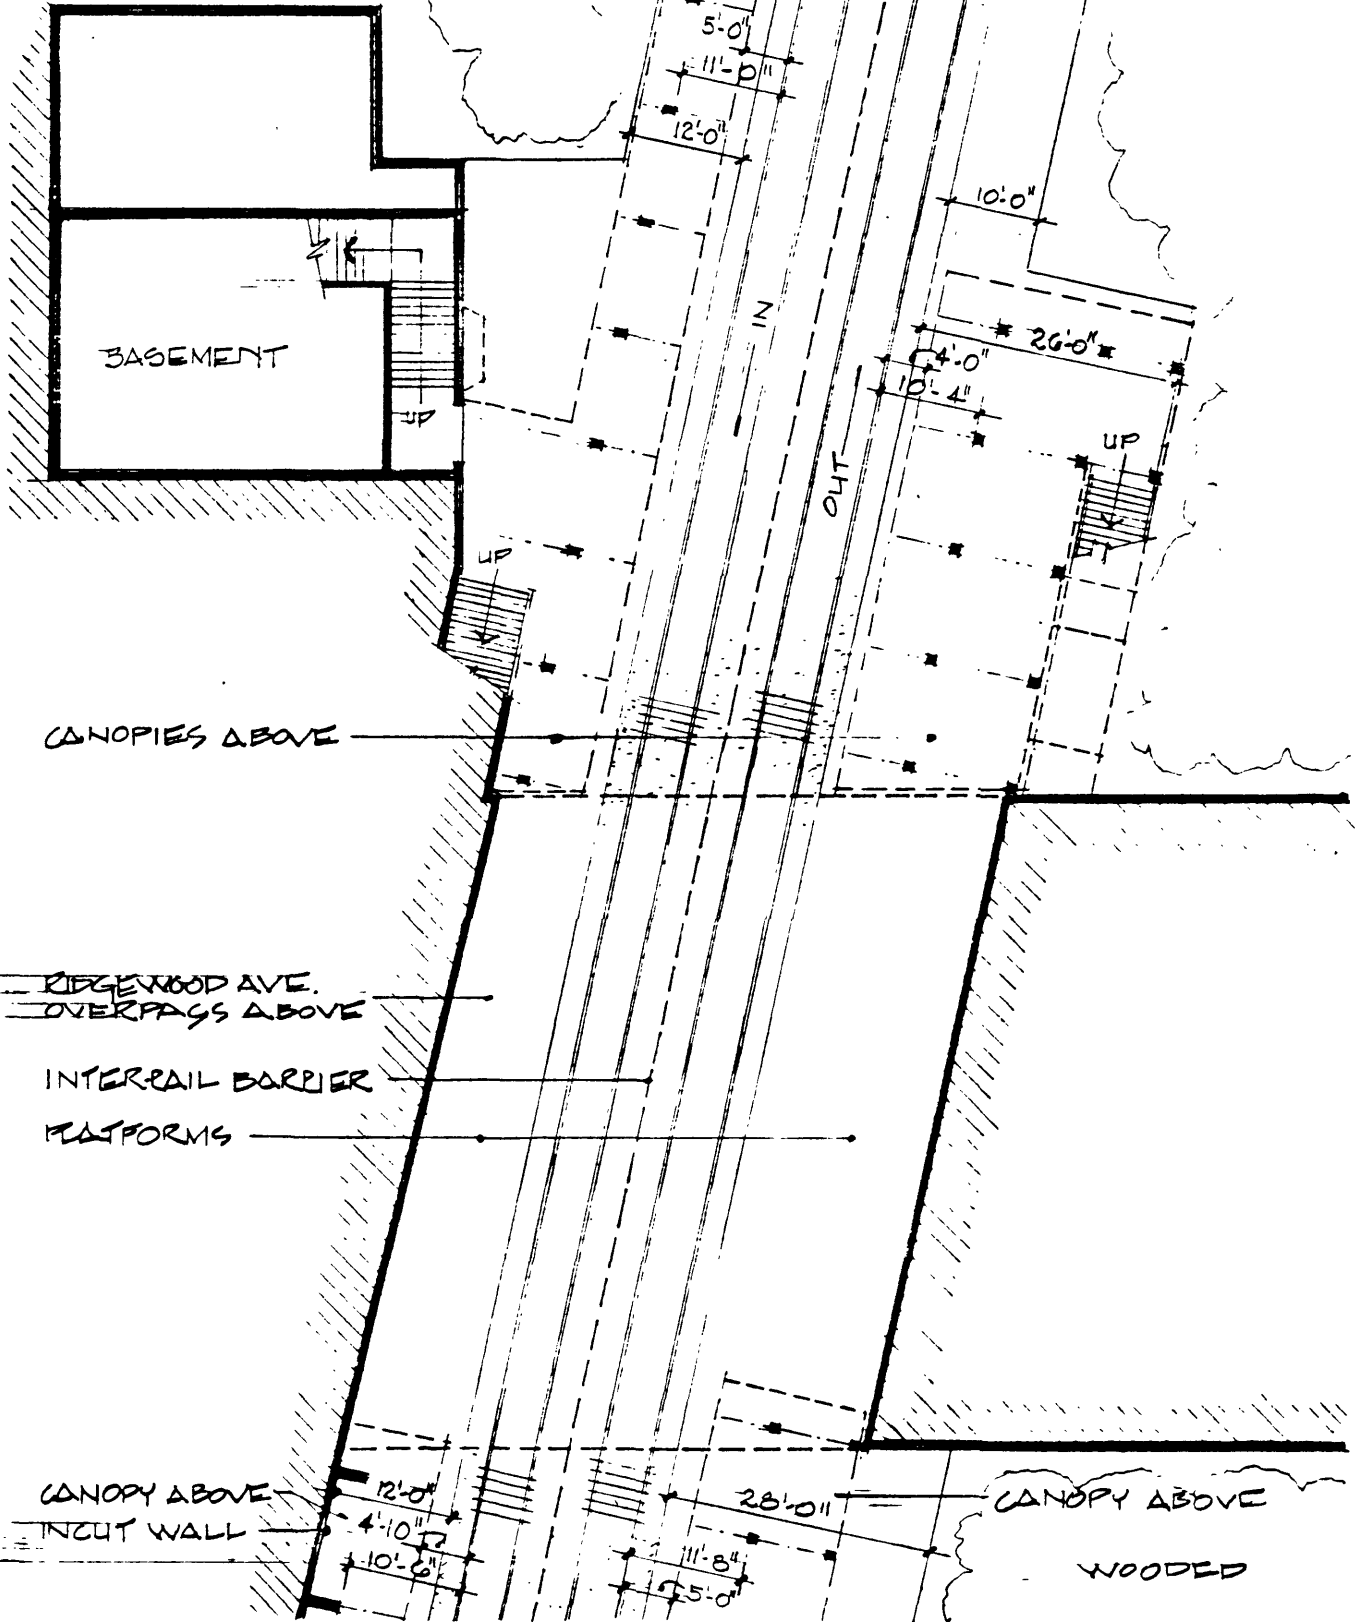 5'-0"
11'-0"
12'-0"
10'-0"
IN
26'-0"
4'-0"
10'-4"
BASEMENT
UP
UP
OUT
UP
CANOPIES ABOVE
RIDGEWOOD AVE.
OVERPASS ABOVE
INTER-RAIL BARRIER
PLATFORMS
CANOPY ABOVE
INCUT WALL
12'-0"
4'-10"
10'-6"
28'-0"
11'-8"
5'-0"
CANOPY ABOVE
WOODED